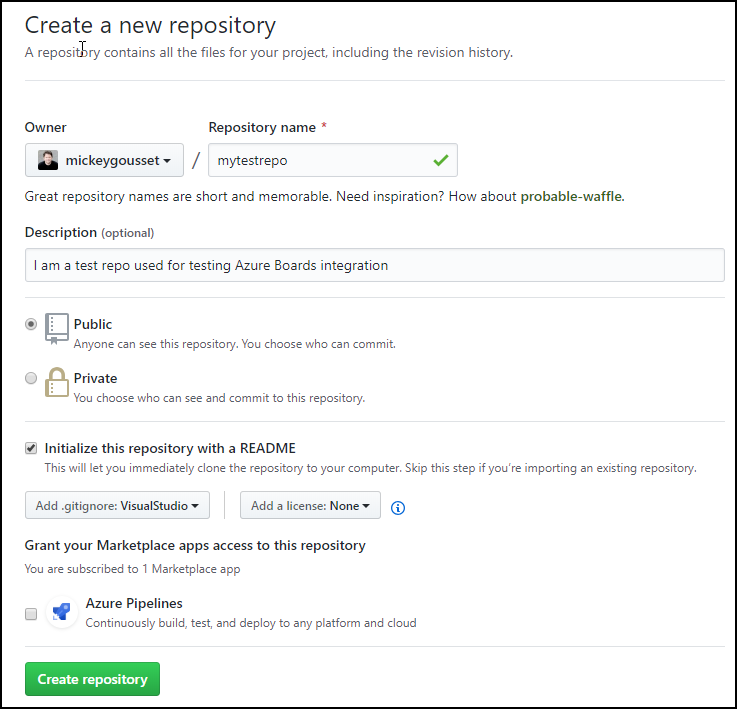 Create a new repository
A repository contains all the files for your project, including the revision history.
Owner
Repository name *
mickeygousset
/
mytestrepo
Great repository names are short and memorable. Need inspiration? How about probable-waffle.
Description (optional)
I am a test repo used for testing Azure Boards integration
Public
Anyone can see this repository. You choose who can commit.
Private
You choose who can see and commit to this repository.
Initialize this repository with a README
This will let you immediately clone the repository to your computer. Skip this step if you're importing an existing repository.
Add .gitignore: VisualStudio
Add a license: None
Grant your Marketplace apps access to this repository
You are subscribed to 1 Marketplace app
Azure Pipelines
Continuously build, test, and deploy to any platform and cloud
Create repository